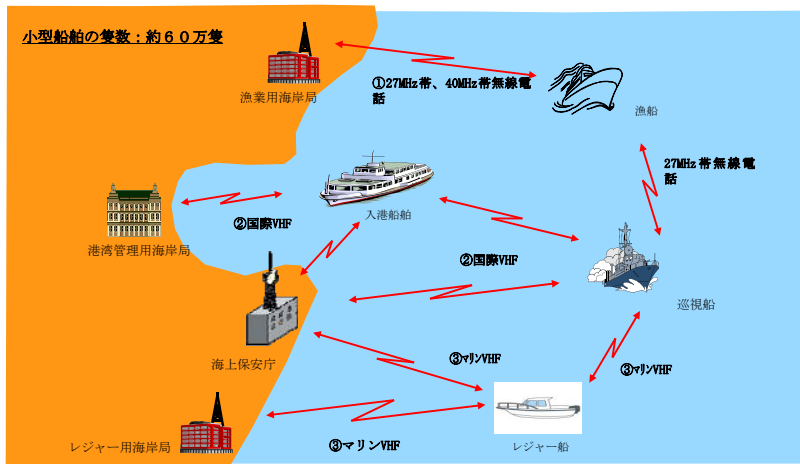 小型船舶の隻数：約６０万隻
漁業用海岸局
①27MHz帯、40MHz帯無線電
話
漁船
27MHz帯無線電
話
入港船舶
②国際VHF
港湾管理用海岸局
②国際VHF
巡視船
海上保安庁
③ﾏﾘﾝVHF
③ﾏﾘﾝVHF
レジャー用海岸局
③マリンVHF
レジャー船